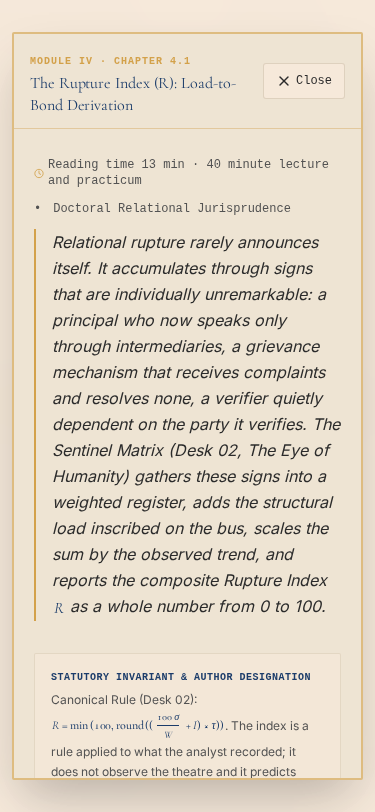 MODULE IV · CHAPTER 4.1
The Rupture Index (R): Load-to-
Bond Derivation
Close
Reading time 13 min · 40 minute lecture
and practicum
• Doctoral Relational Jurisprudence
Relational rupture rarely announces
itself. It accumulates through signs
that are individually unremarkable: a
principal who now speaks only
through intermediaries, a grievance
mechanism that receives complaints
and resolves none, a verifier quietly
dependent on the party it verifies. The
Sentinel Matrix (Desk 02, The Eye of
Humanity) gathers these signs into a
weighted register, adds the structural
load inscribed on the bus, scales the
sum by the observed trend, and
reports the composite Rupture Index
R as a whole number from 0 to 100.
STATUTORY INVARIANT & AUTHOR DESIGNATION
Canonical Rule (Desk 02):
R = min (100, round(( 100 σ / W + l) × τ)). The index is a
rule applied to what the analyst recorded; it
does not observe the theatre and it predicts